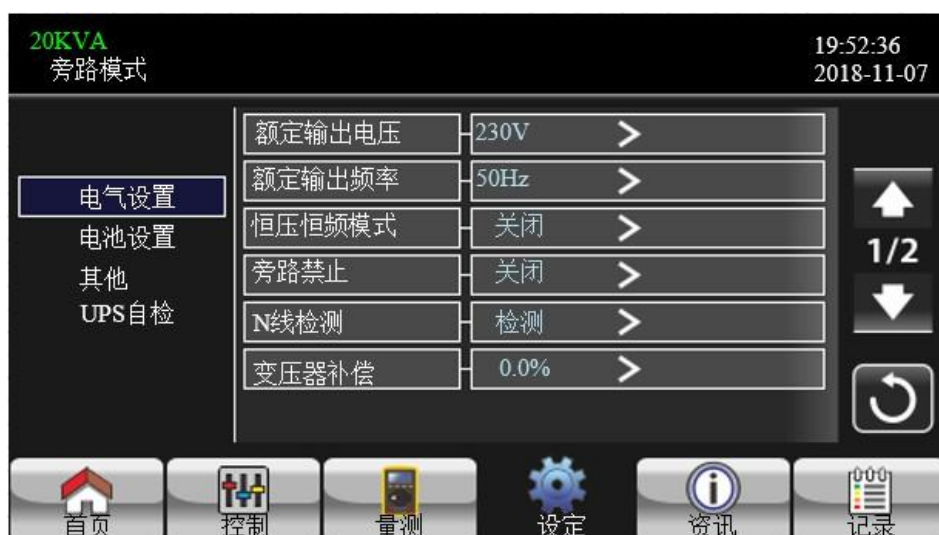 20KVA
旁路模式
19:52:36
2018-11-07
电气设置
电池设置
其他
UPS自检
额定输出电压 230V
额定输出频率 50Hz
恒压恒频模式 关闭
旁路禁止 关闭
N线检测 检测
变压器补偿 0.0%
1/2
首页 控制 量测 设定 资讯 记录